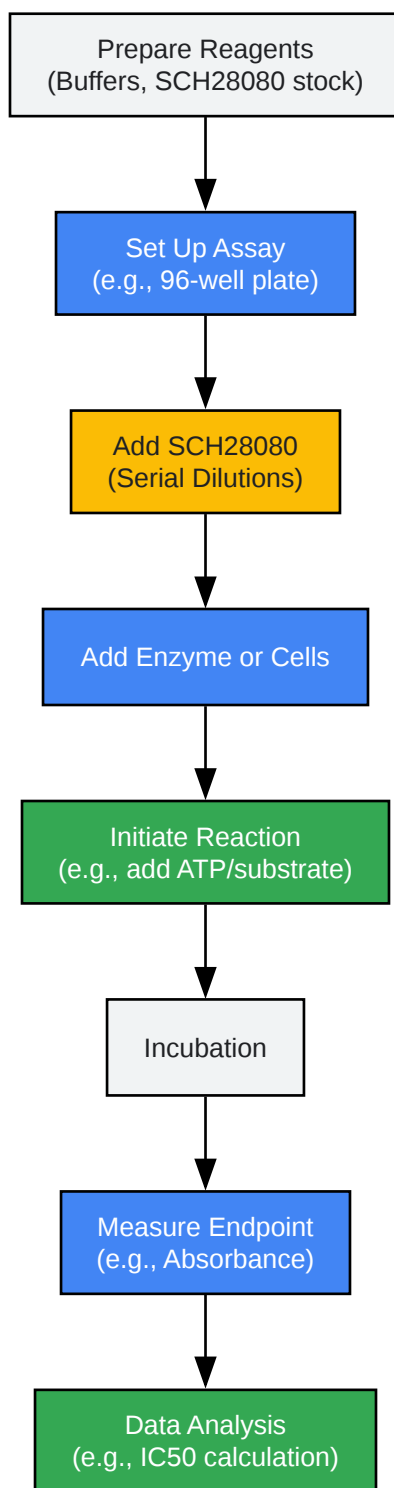 Prepare Reagents
(Buffers, SCH28080 stock)
Set Up Assay
(e.g., 96-well plate)
Add SCH28080
(Serial Dilutions)
Add Enzyme or Cells
Initiate Reaction
(e.g., add ATP/substrate)
Incubation
Measure Endpoint
(e.g., Absorbance)
Data Analysis
(e.g., IC50 calculation)